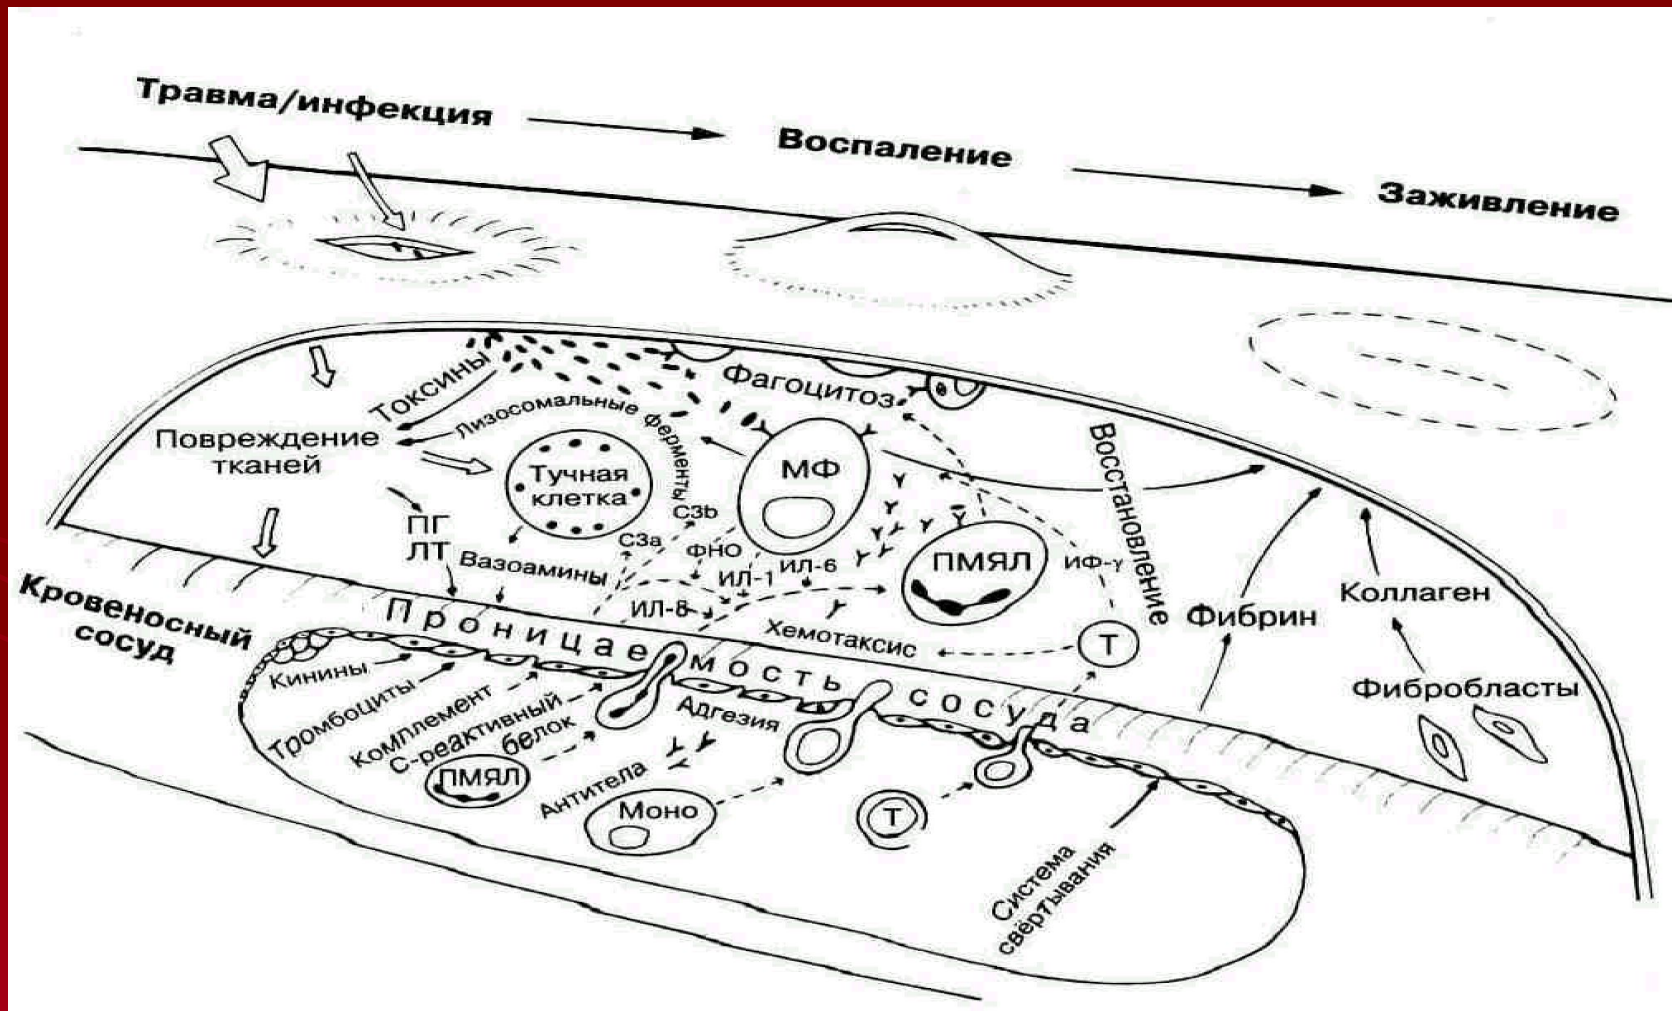 Травма/инфекция
Воспаление
Заживление
Токсины
Лизосомальные ферменты
Фагоцитоз
Повреждение
тканей
Тучная
клетка
МФ
Восстановление
C3b
C3a
ПГ
ЛТ
Вазоамины
ФНО
ИЛ-1
ИЛ-6
ИЛ-8
ПМЯЛ
ИФ-γ
Хемотаксис
Т
Фибрин
Коллаген
Фибробласты
Кровеносный
сосуд
Проницаемость сосуда
Кинины
Тромбоциты
Комплемент
С-реактивный
белок
Адгезия
ПМЯЛ
Антитела
Моно
Т
Система
свёртывания